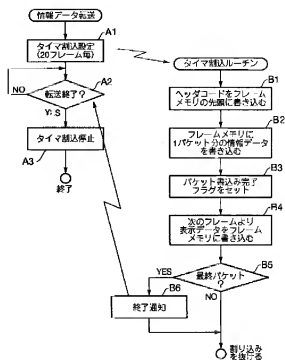 情報データ転送
A1
タイマ割込設定
(20フレーム毎)
A2
NO
転送終了?
YES
タイマ割込停止
A3
終了
タイマ割込ルーチン
B1
ヘッダコードをフレーム
メモリの先頭に書き込む
B2
フレームメモリに
1パケット分の情報データ
を書き込む
B3
パケット書込み完了
フラグをセット
B4
次のフレームより
表示データをフレーム
メモリに書き込む
B5
最終パケット
?
YES
NO
B6
終了通知
割り込み
を抜ける